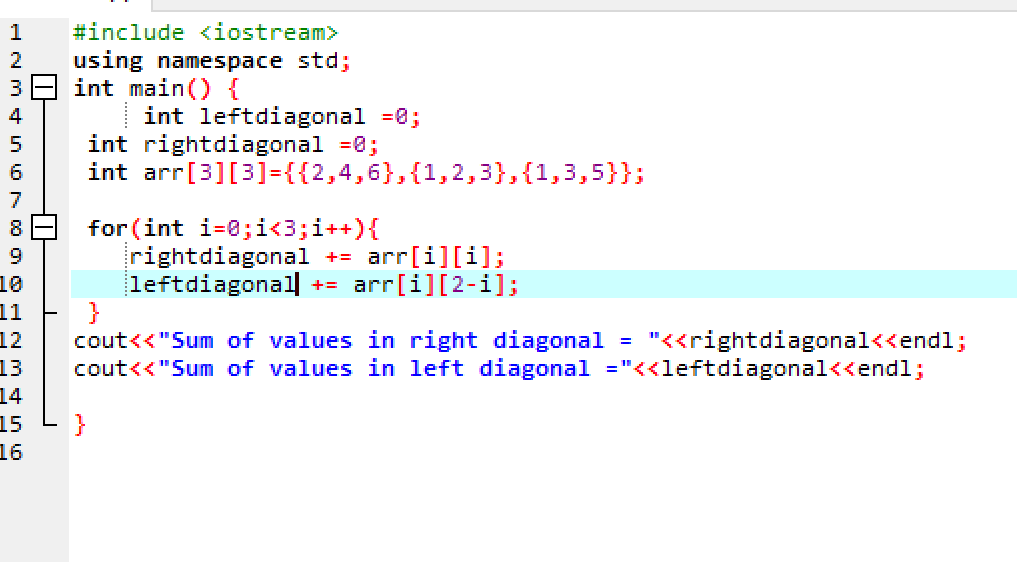 1 #include <iostream>
2 using namespace std;
3 int main() {
4 int leftdiagonal =0;
5 int rightdiagonal =0;
6 int arr[3][3]={{2,4,6},{1,2,3},{1,3,5}};
7
8 for(int i=0;i<3;i++){
9 rightdiagonal += arr[i][i];
10 leftdiagonal += arr[i][2-i];
11 }
12 cout<<"Sum of values in right diagonal = "<<rightdiagonal<<endl;
13 cout<<"Sum of values in left diagonal ="<<leftdiagonal<<endl;
14
15 }
16